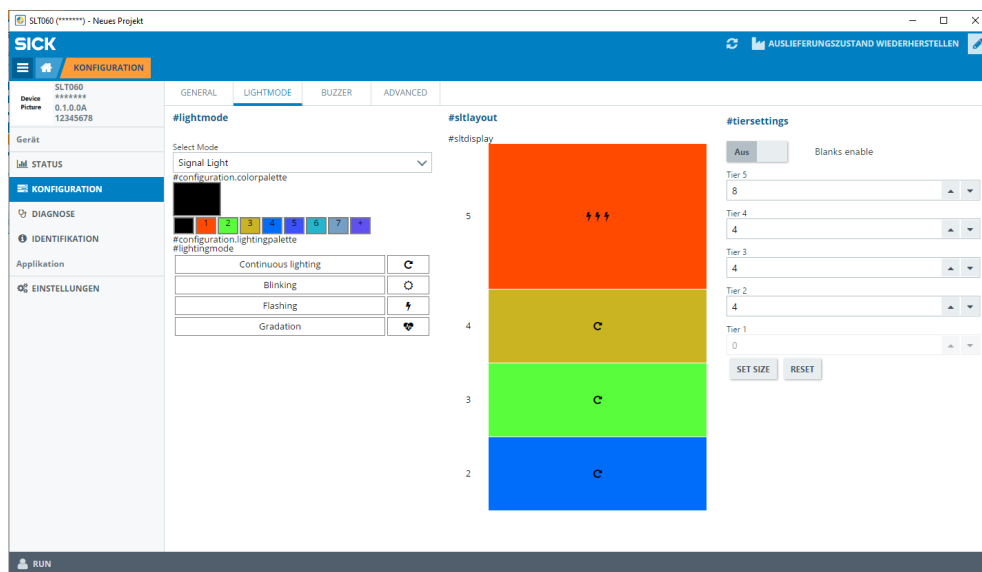 SLT060 (*******) - Neues Projekt
SICK
AUSLIEFERUNGSZUSTAND WIEDERHERSTELLEN
KONFIGURATION
Device
Picture
SLT060
*******
0.1.0.0A
12345678
Gerät
STATUS
KONFIGURATION
DIAGNOSE
IDENTIFIKATION
Applikation
EINSTELLUNGEN
GENERAL LIGHTMODE BUZZER ADVANCED
#lightmode
Select Mode
Signal Light
#configuration.colorpalette
1 2 3 4 5 6 7 +
#configuration.lightingpalette
#lightingmode
Continuous lighting
Blinking
Flashing
Gradation
#sltlayout
#sltdisplay
5
4
3
2
#tiersettings
Aus Blanks enable
Tier 5
8
Tier 4
4
Tier 3
4
Tier 2
4
Tier 1
0
SET SIZE RESET
RUN